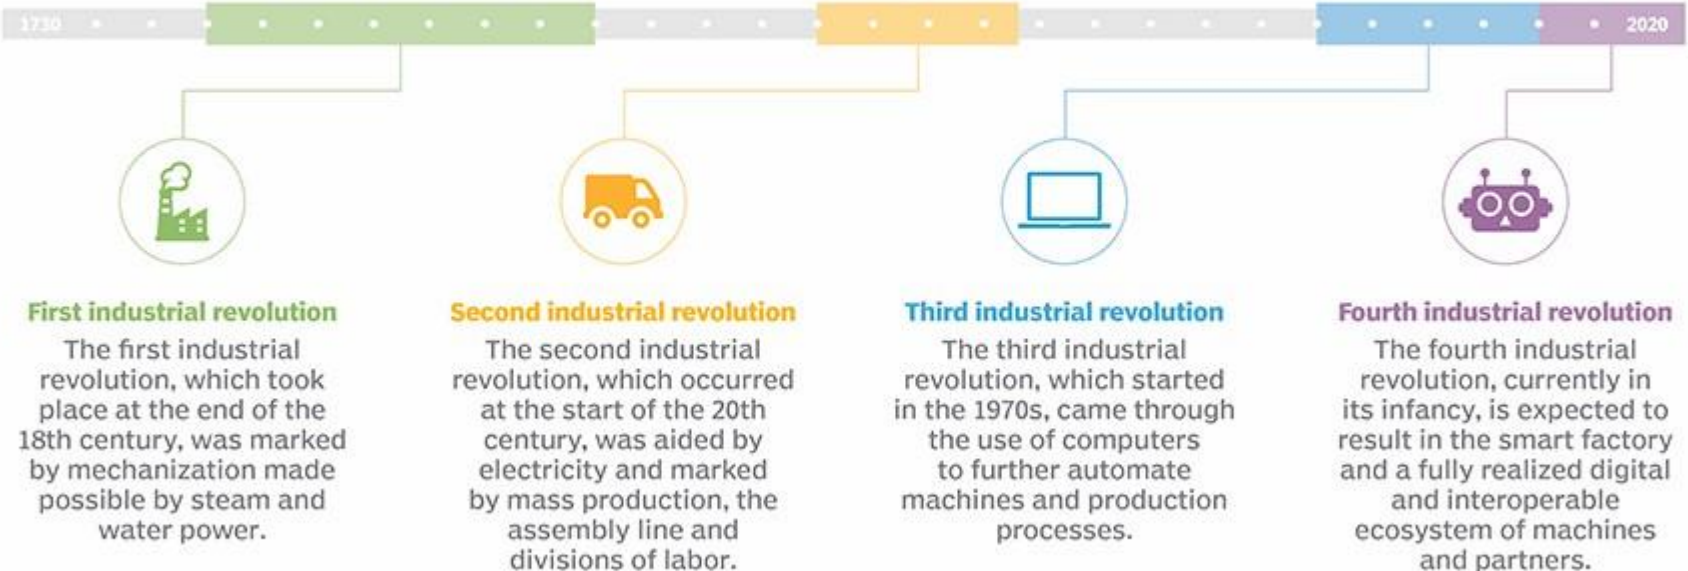 1730
2020
First industrial revolution
The first industrial
revolution, which took
place at the end of the
18th century, was marked
by mechanization made
possible by steam and
water power.
Second industrial revolution
The second industrial
revolution, which occurred
at the start of the 20th
century, was aided by
electricity and marked
by mass production, the
assembly line and
divisions of labor.
Third industrial revolution
The third industrial
revolution, which started
in the 1970s, came through
the use of computers
to further automate
machines and production
processes.
Fourth industrial revolution
The fourth industrial
revolution, currently in
its infancy, is expected to
result in the smart factory
and a fully realized digital
and interoperable
ecosystem of machines
and partners.